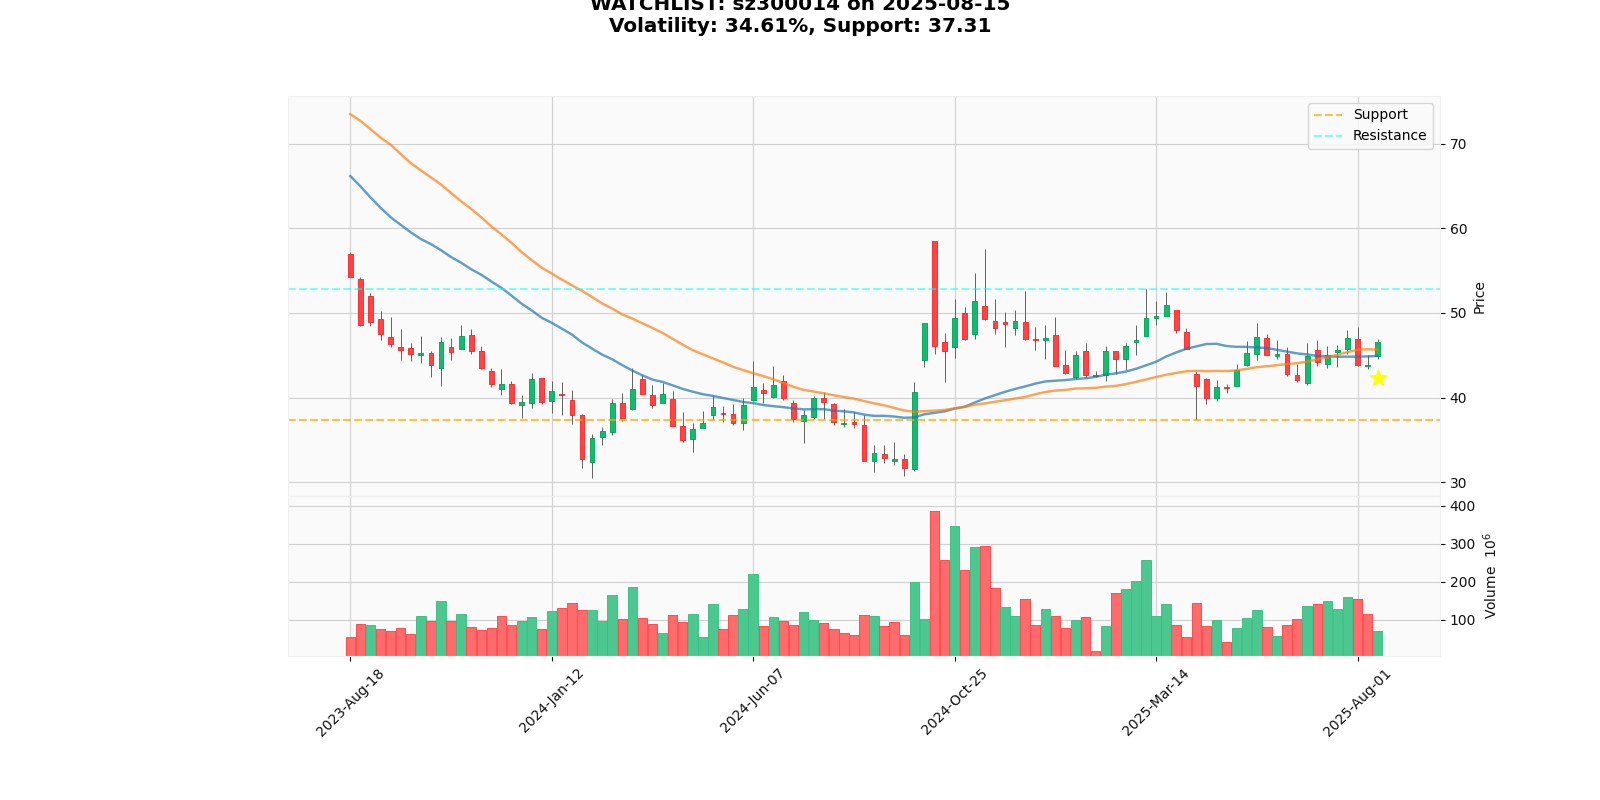 WATCHLIST: sz300014 on 2025-08-15
Volatility: 34.61%, Support: 37.31
Support
Resistance
70
60
50
40
30
Price
400
300
200
100
Volume 10⁶
2023-Aug-18
2024-Jan-12
2024-Jun-07
2024-Oct-25
2025-Mar-14
2025-Aug-01